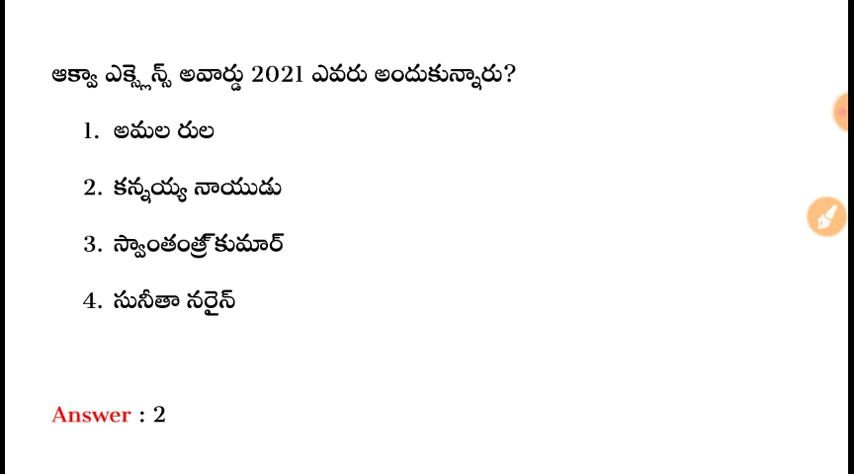 ఆక్వా ఎక్స్లెన్స్ అవార్డు 2021 ఎవరు అందుకున్నారు?
1. అమల రుల
2. కన్నయ్య నాయుడు
3. స్వాంతంత్ర్ కుమార్
4. సునీతా నరైన్
Answer : 2